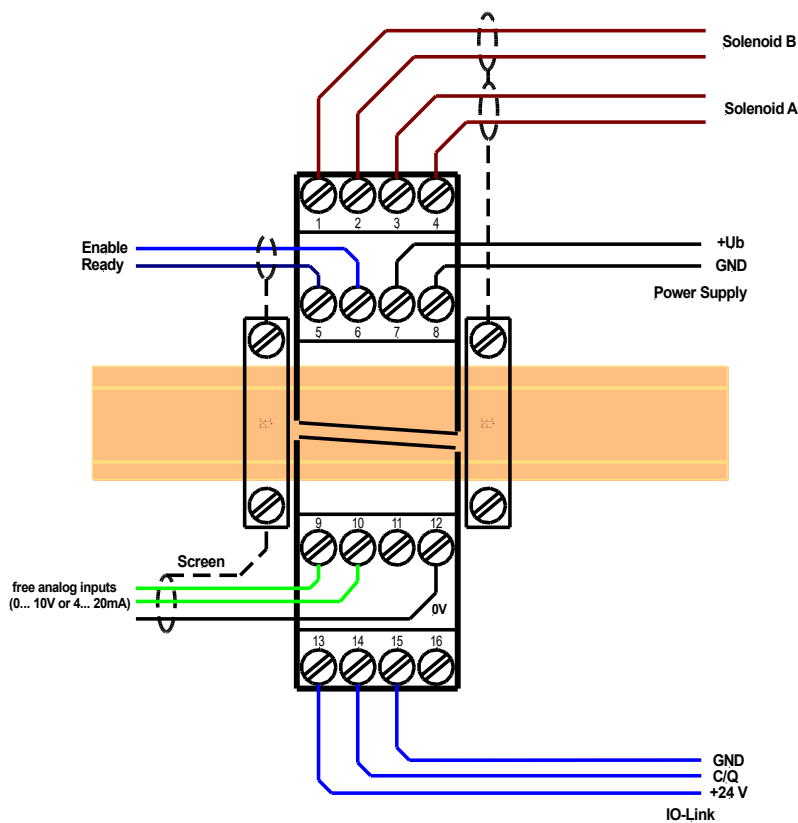 Solenoid B
Solenoid A
1 2 3 4
Enable
Ready
+Ub
GND
Power Supply
5 6 7 8
PE PE
9 10 11 12
Screen
free analog inputs
(0... 10V or 4... 20mA)
0V
13 14 15 16
GND
C/Q
+24 V
IO-Link